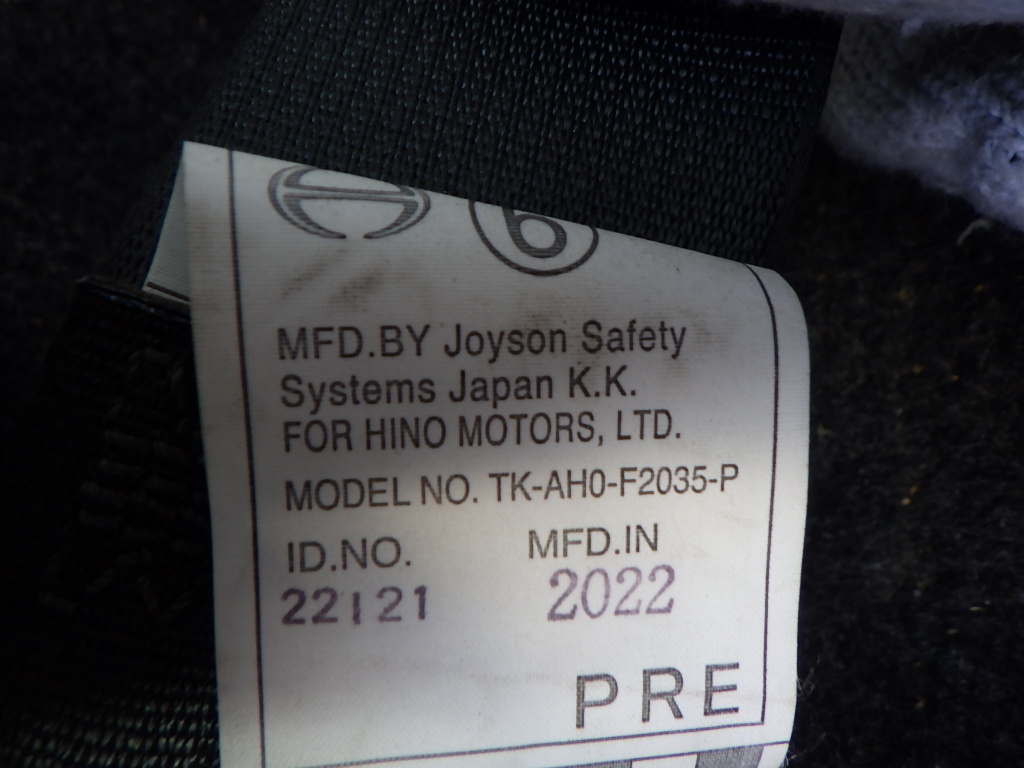 6
MFD.BY Joyson Safety
Systems Japan K.K.
FOR HINO MOTORS, LTD.
MODEL NO. TK-AH0-F2035-P
ID.NO. MFD.IN
22121 2022
PRE